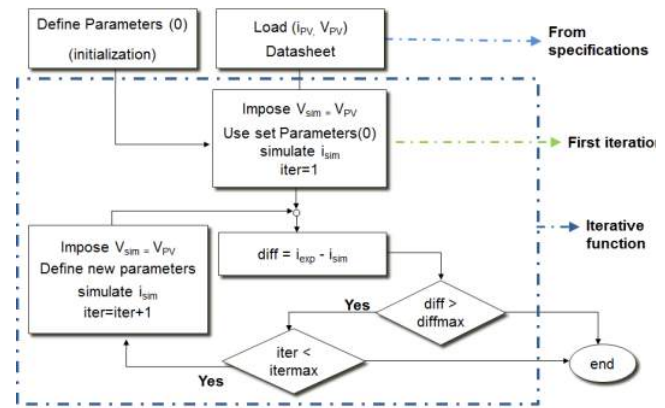 Define Parameters (0)
(initialization)
Load (iPV, VPV)
Datasheet
From
specifications
Impose Vsim = VPV
Use set Parameters(0)
simulate isim
iter=1
First iteration
Impose Vsim = VPV
Define new parameters
simulate isim
iter=iter+1
diff = iexp - isim
Iterative
function
Yes
diff >
diffmax
iter <
itermax
Yes
end